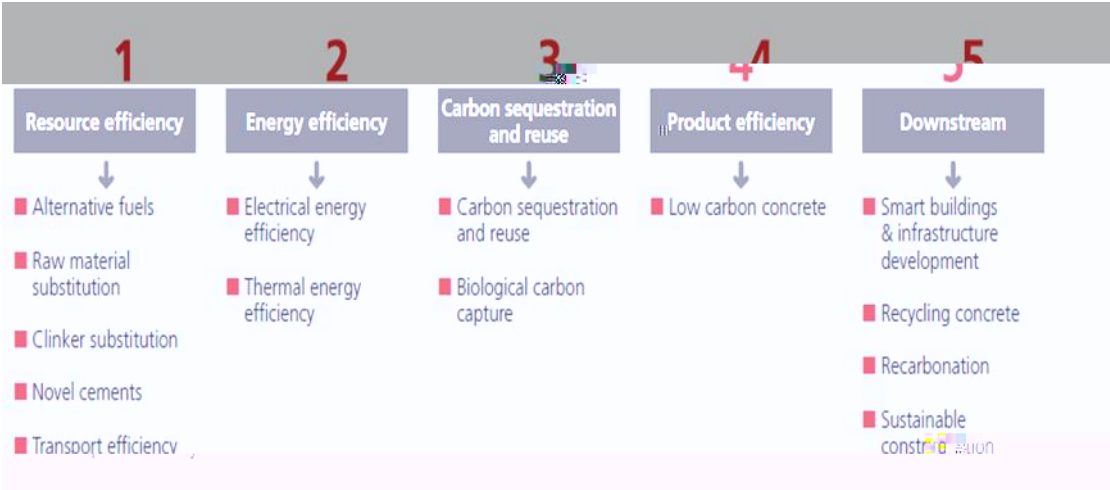 1
2
3
4
5
Resource efficiency
Alternative fuels
Raw material
substitution
Clinker substitution
Novel cements
Transport efficiency
Energy efficiency
Electrical energy
efficiency
Thermal energy
efficiency
Carbon sequestration
and reuse
Carbon sequestration
and reuse
Biological carbon
capture
Product efficiency
Low carbon concrete
Downstream
Smart buildings
& infrastructure
development
Recycling concrete
Recarbonation
Sustainable